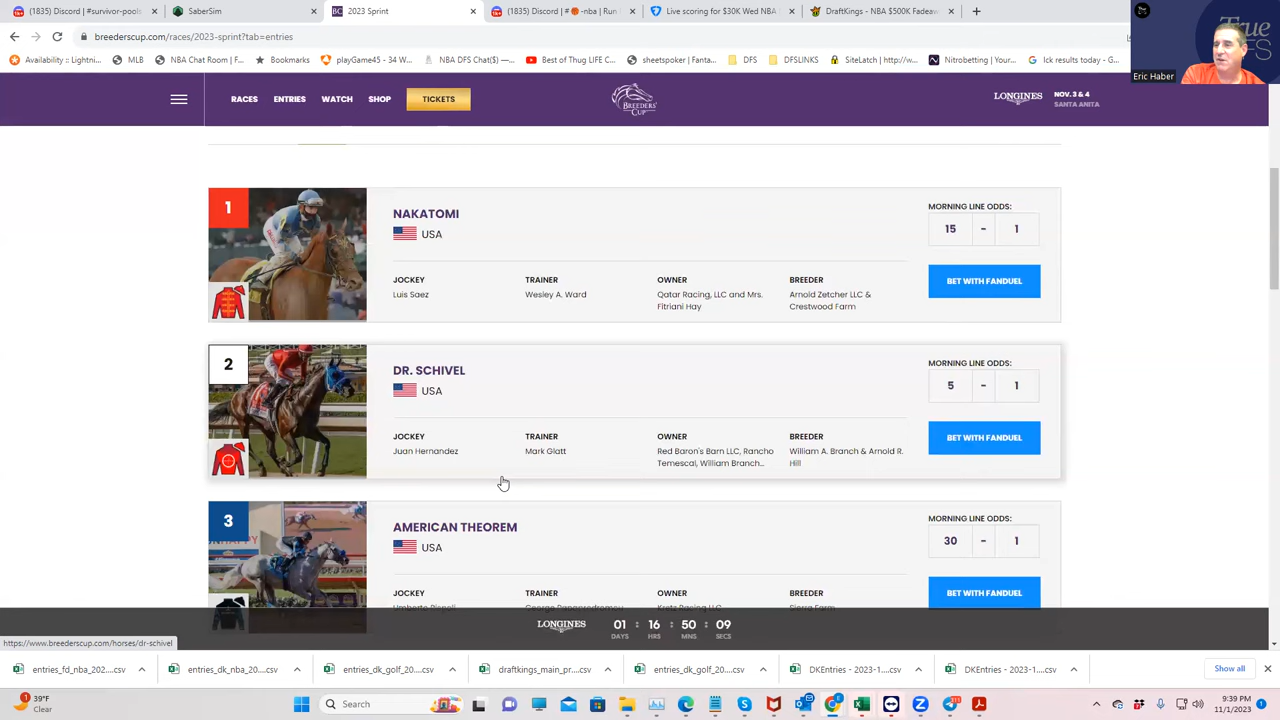 (1835) Discord | #survivor-pools
SaberSim
2023 Sprint
(1835) Discord | # 🏀-nba | Run
Live scoring for $30K Wed NBA
DraftKings - NBA $500K Fadeaw
breederscup.com/races/2023-sprint?tab=entries
Availability :: Lightni...
MLB
NBA Chat Room | F...
Bookmarks
playGame45 - 34 W...
NBA DFS Chat($) —...
Best of Thug LIFE C...
sheetspoker | Fanta...
DFS
DFSLINKS
SiteLatch | http://w...
Nitrobetting | Your...
lck results today - G...
True
FS
Eric Haber
RACES
ENTRIES
WATCH
SHOP
TICKETS
BREEDERS'
CUP
LONGINES
NOV. 3 & 4
SANTA ANITA
1
NAKATOMI
USA
MORNING LINE ODDS:
15 - 1
BET WITH FANDUEL
JOCKEY
Luis Saez
TRAINER
Wesley A. Ward
OWNER
Qatar Racing, LLC and Mrs.
Fitriani Hay
BREEDER
Arnold Zetcher LLC &
Crestwood Farm
2
DR. SCHIVEL
USA
MORNING LINE ODDS:
5 - 1
BET WITH FANDUEL
JOCKEY
Juan Hernandez
TRAINER
Mark Glatt
OWNER
Red Baron's Barn LLC, Rancho
Temescal, William Branch...
BREEDER
William A. Branch & Arnold R.
Hill
3
AMERICAN THEOREM
USA
MORNING LINE ODDS:
30 - 1
BET WITH FANDUEL
JOCKEY
TRAINER
OWNER
BREEDER
LONGINES
01 : 16 : 50 : 09
DAYS HRS MNS SECS
https://www.breederscup.com/horses/dr-schivel
entries_fd_nba_202....csv
entries_dk_nba_20....csv
entries_dk_golf_20....csv
draftkings_main_pr....csv
entries_dk_golf_20....csv
DKEntries - 2023-1....csv
DKEntries - 2023-1....csv
Show all
39°F
Clear
Search
9:39 PM
11/1/2023